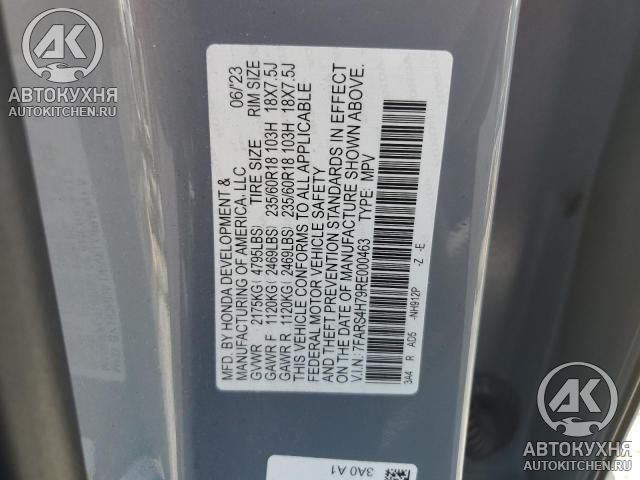 АВТОКУХНЯ
AUTOKITCHEN.RU
MFD. BY HONDA DEVELOPMENT & 06/'23
MANUFACTURING OF AMERICA, LLC
GVWR 2175KG ( 4795LBS) TIRE SIZE RIM SIZE
GAWR F 1120KG ( 2469LBS) 235/60R18 103H 18X7.5J
GAWR R 1120KG ( 2469LBS) 235/60R18 103H 18X7.5J
THIS VEHICLE CONFORMS TO ALL APPLICABLE
FEDERAL MOTOR VEHICLE SAFETY
AND THEFT PREVENTION STANDARDS IN EFFECT
ON THE DATE OF MANUFACTURE SHOWN ABOVE.
V.I.N.: 7FARS4H79RE000463 TYPE: MPV
3A4 R AD5 -NH912P -Z -E
3A0 A1
АВТОКУХНЯ
AUTOKITCHEN.RU